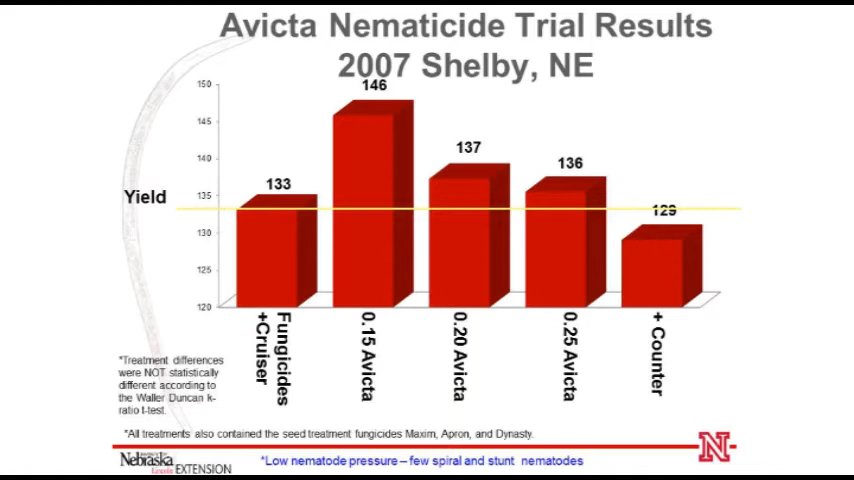 Avicta Nematicide Trial Results
2007 Shelby, NE
150
145
140
135
130
125
120
Yield
133
146
137
136
129
Fungicides
+Cruiser
0.15 Avicta
0.20 Avicta
0.25 Avicta
+ Counter
*Treatment differences
were NOT statistically
different according to
the Waller Duncan k-
ratio t-test.
*All treatments also contained the seed treatment fungicides Maxim, Apron, and Dynasty.
Nebraska
Lincoln EXTENSION
*Low nematode pressure – few spiral and stunt nematodes
N